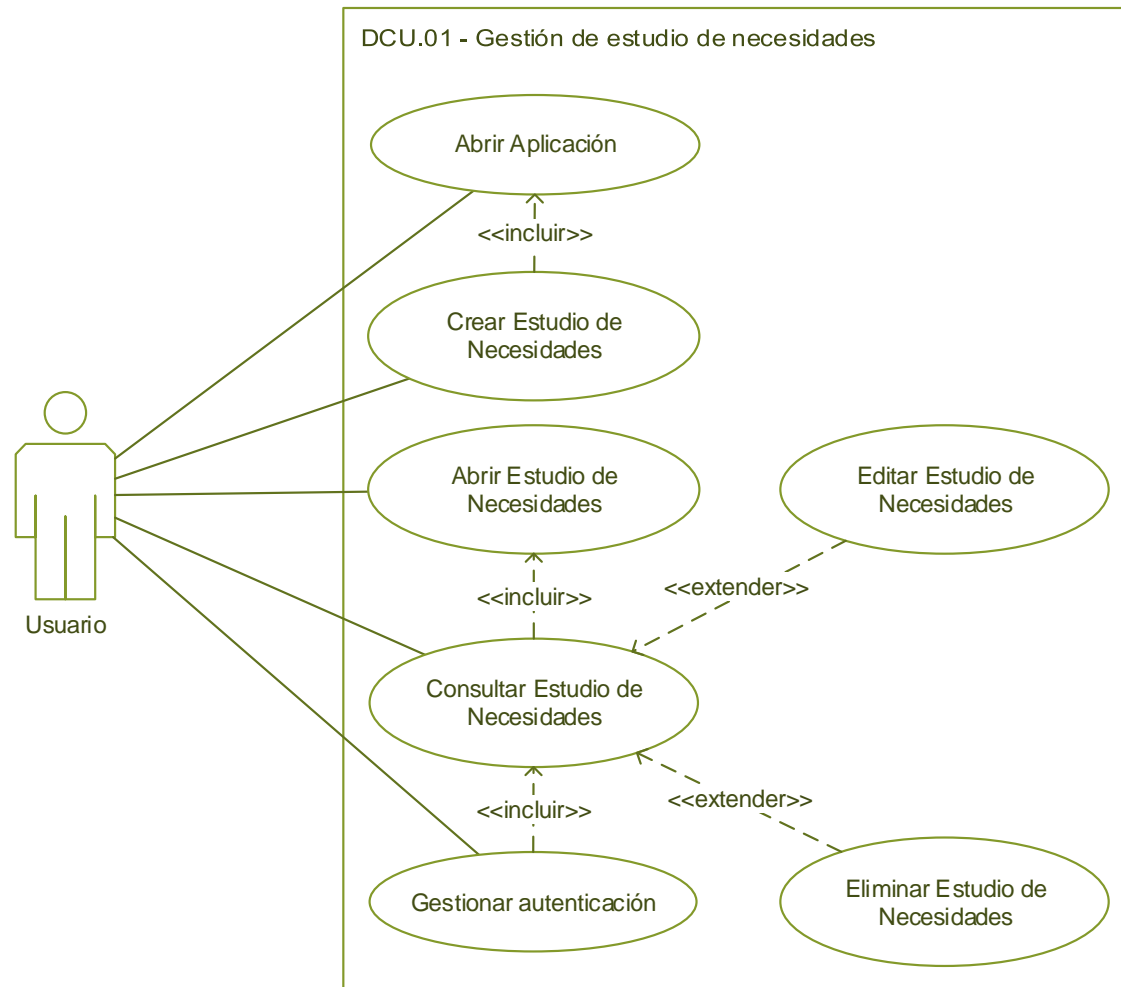 DCU.01 - Gestión de estudio de necesidades
Abrir Aplicación
<<incluir>>
Crear Estudio de
Necesidades
Abrir Estudio de
Necesidades
Editar Estudio de
Necesidades
<<incluir>>
<<extender>>
Usuario
Consultar Estudio de
Necesidades
<<incluir>>
<<extender>>
Gestionar autenticación
Eliminar Estudio de
Necesidades